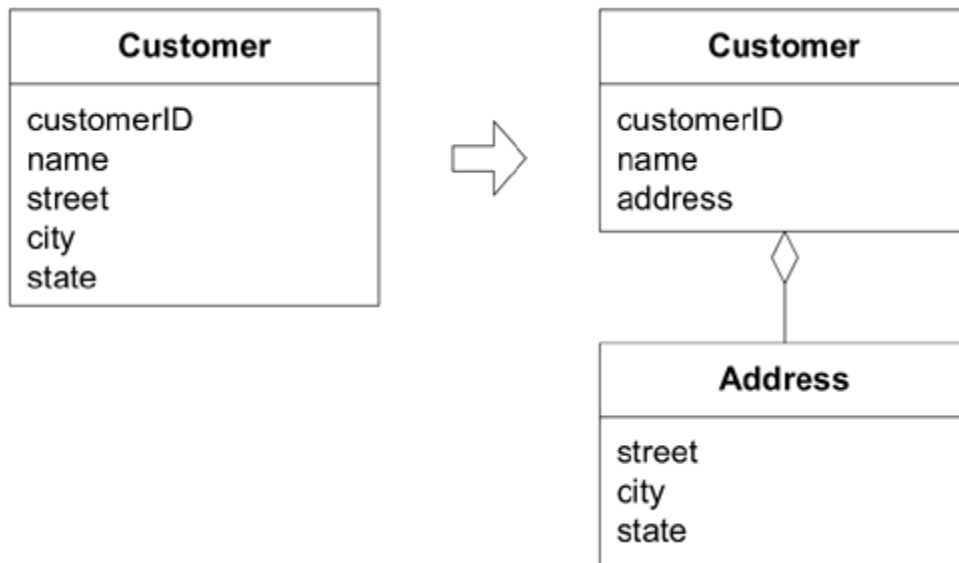 Customer
customerID
name
street
city
state
Customer
customerID
name
address
Address
street
city
state